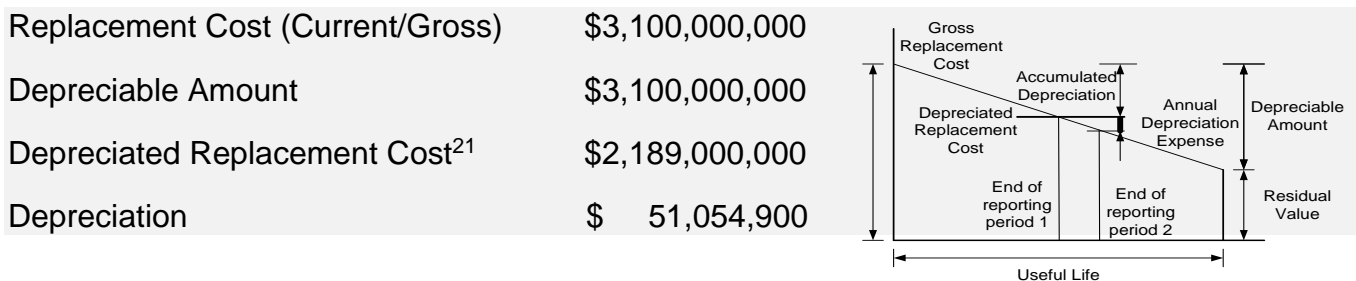 Replacement Cost (Current/Gross) $3,100,000,000
Depreciable Amount $3,100,000,000
Depreciated Replacement Cost21 $2,189,000,000
Depreciation $ 51,054,900
Gross
Replacement
Cost
Accumulated
Depreciation
Depreciated
Replacement
Cost
Annual
Depreciation
Expense
Depreciable
Amount
End of
reporting
period 1
End of
reporting
period 2
Residual
Value
Useful Life